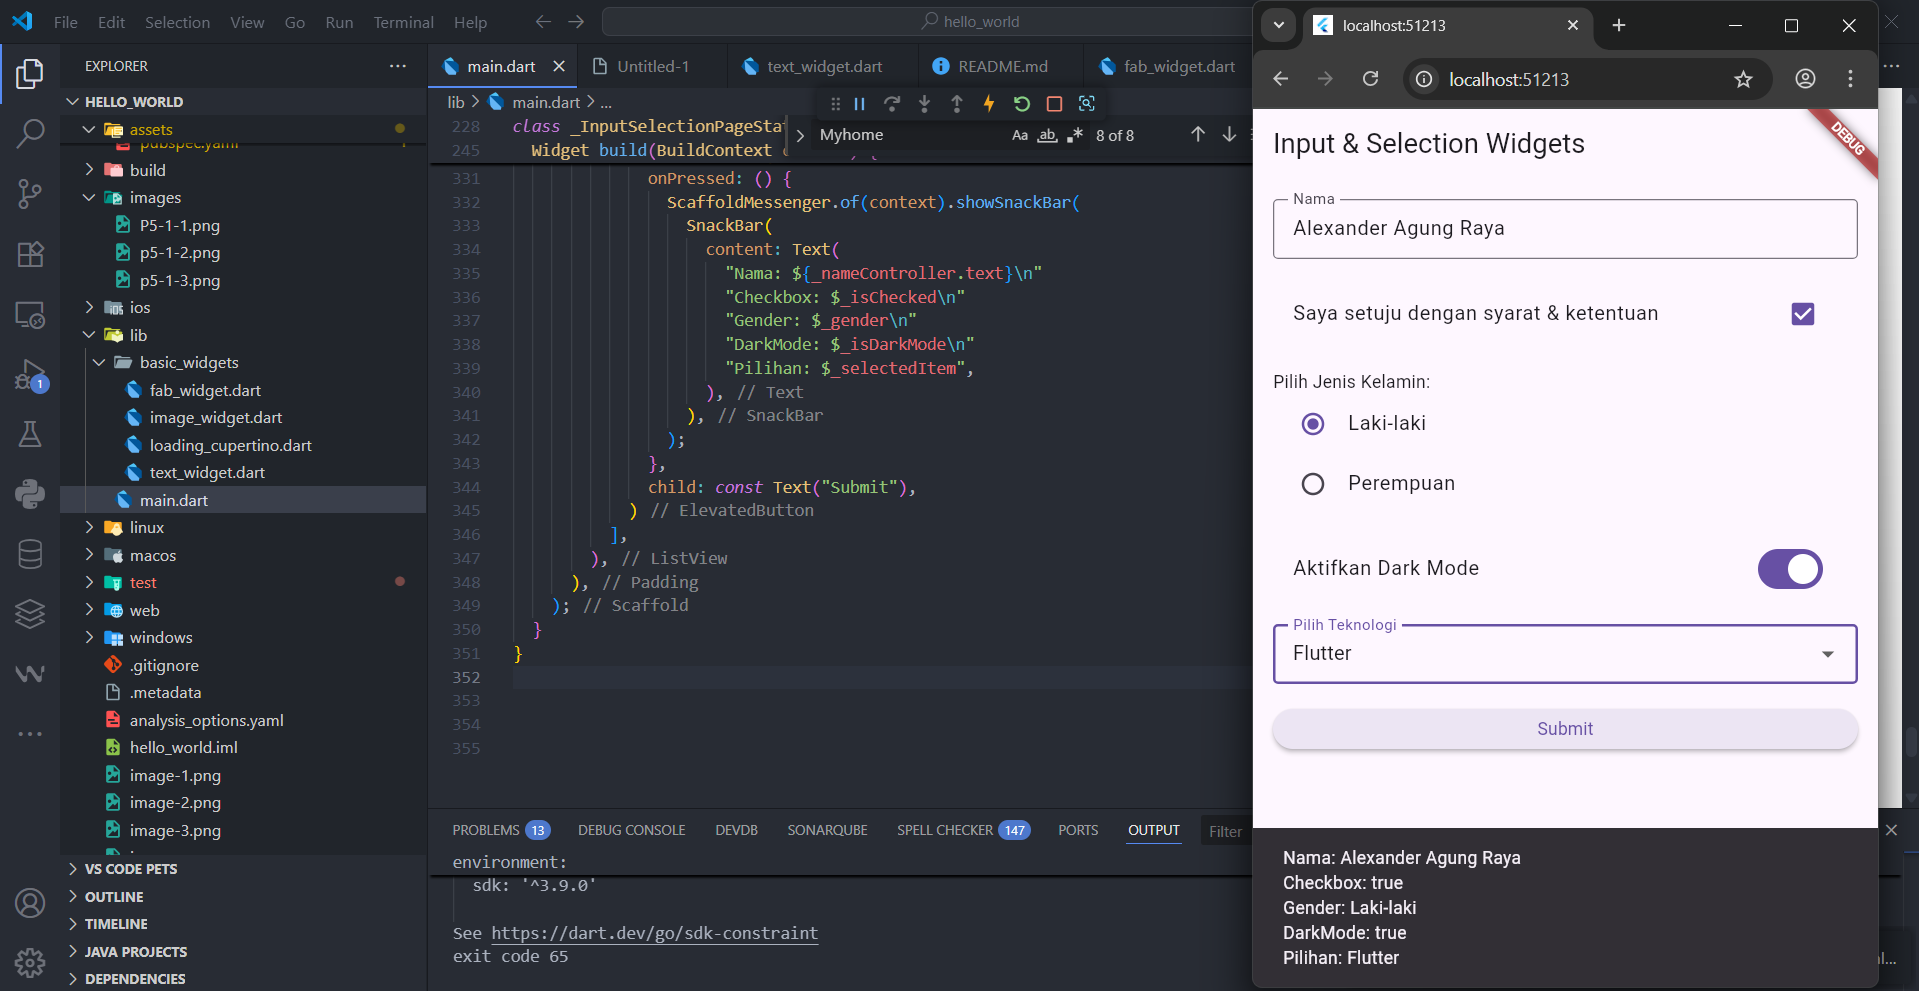 File Edit Selection View Go Run Terminal Help
hello_world
EXPLORER
HELLO_WORLD
assets
pubspec.yaml
build
images
P5-1-1.png
p5-1-2.png
p5-1-3.png
ios
lib
basic_widgets
fab_widget.dart
image_widget.dart
loading_cupertino.dart
text_widget.dart
main.dart
linux
macos
test
web
windows
.gitignore
.metadata
analysis_options.yaml
hello_world.iml
image-1.png
image-2.png
image-3.png
VS CODE PETS
OUTLINE
TIMELINE
JAVA PROJECTS
DEPENDENCIES
1
main.dart
Untitled-1
text_widget.dart
README.md
fab_widget.dart
lib > main.dart > ...
Myhome
Aa ab .* 8 of 8
228 class _InputSelectionPageStat
245 Widget build(BuildContext
331 onPressed: () {
332 ScaffoldMessenger.of(context).showSnackBar(
333 SnackBar(
334 content: Text(
335 "Nama: ${_nameController.text}\n"
336 "Checkbox: $_isChecked\n"
337 "Gender: $_gender\n"
338 "DarkMode: $_isDarkMode\n"
339 "Pilihan: $_selectedItem",
340 ), // Text
341 ), // SnackBar
342 );
343 },
344 child: const Text("Submit"),
345 ) // ElevatedButton
346 ],
347 ), // ListView
348 ), // Padding
349 ); // Scaffold
350 }
351 }
352
353
354
355
PROBLEMS 13 DEBUG CONSOLE DEVDB SONARQUBE SPELL CHECKER 147 PORTS OUTPUT Filter
environment:
sdk: '^3.9.0'
See https://dart.dev/go/sdk-constraint
exit code 65
localhost:51213
localhost:51213
DEBUG
Input & Selection Widgets
Nama
Alexander Agung Raya
Saya setuju dengan syarat & ketentuan
Pilih Jenis Kelamin:
Laki-laki
Perempuan
Aktifkan Dark Mode
Pilih Teknologi
Flutter
Submit
Nama: Alexander Agung Raya
Checkbox: true
Gender: Laki-laki
DarkMode: true
Pilihan: Flutter